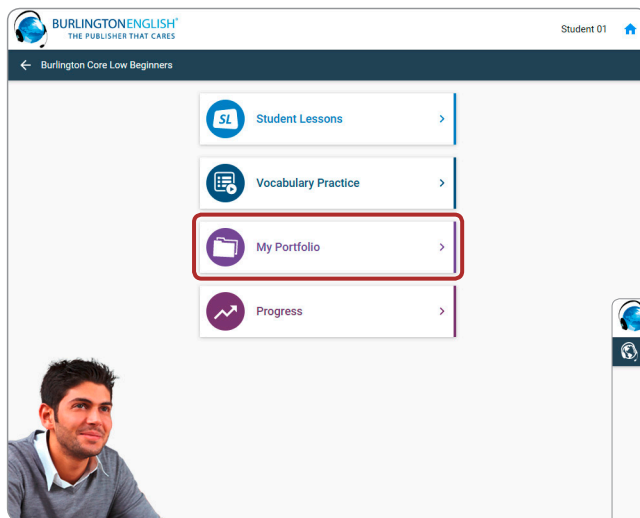 BURLINGTONENGLISH®
THE PUBLISHER THAT CARES
Student 01
Burlington Core Low Beginners
SL Student Lessons
Vocabulary Practice
My Portfolio
Progress